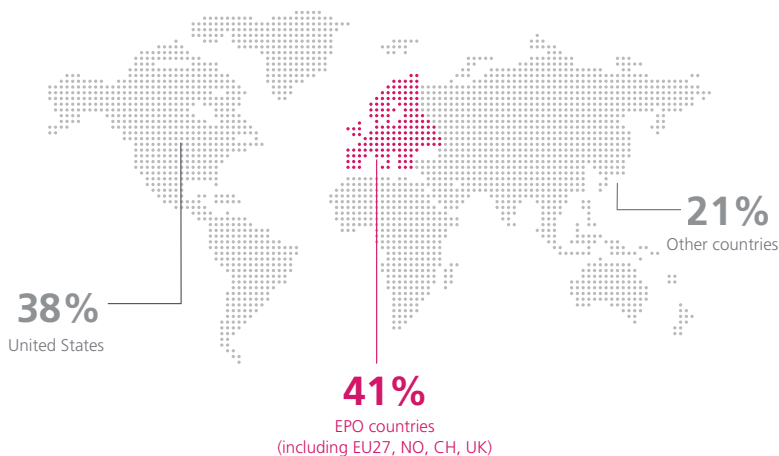 21%
Other countries
38%
United States
41%
EPO countries
(including EU27, NO, CH, UK)